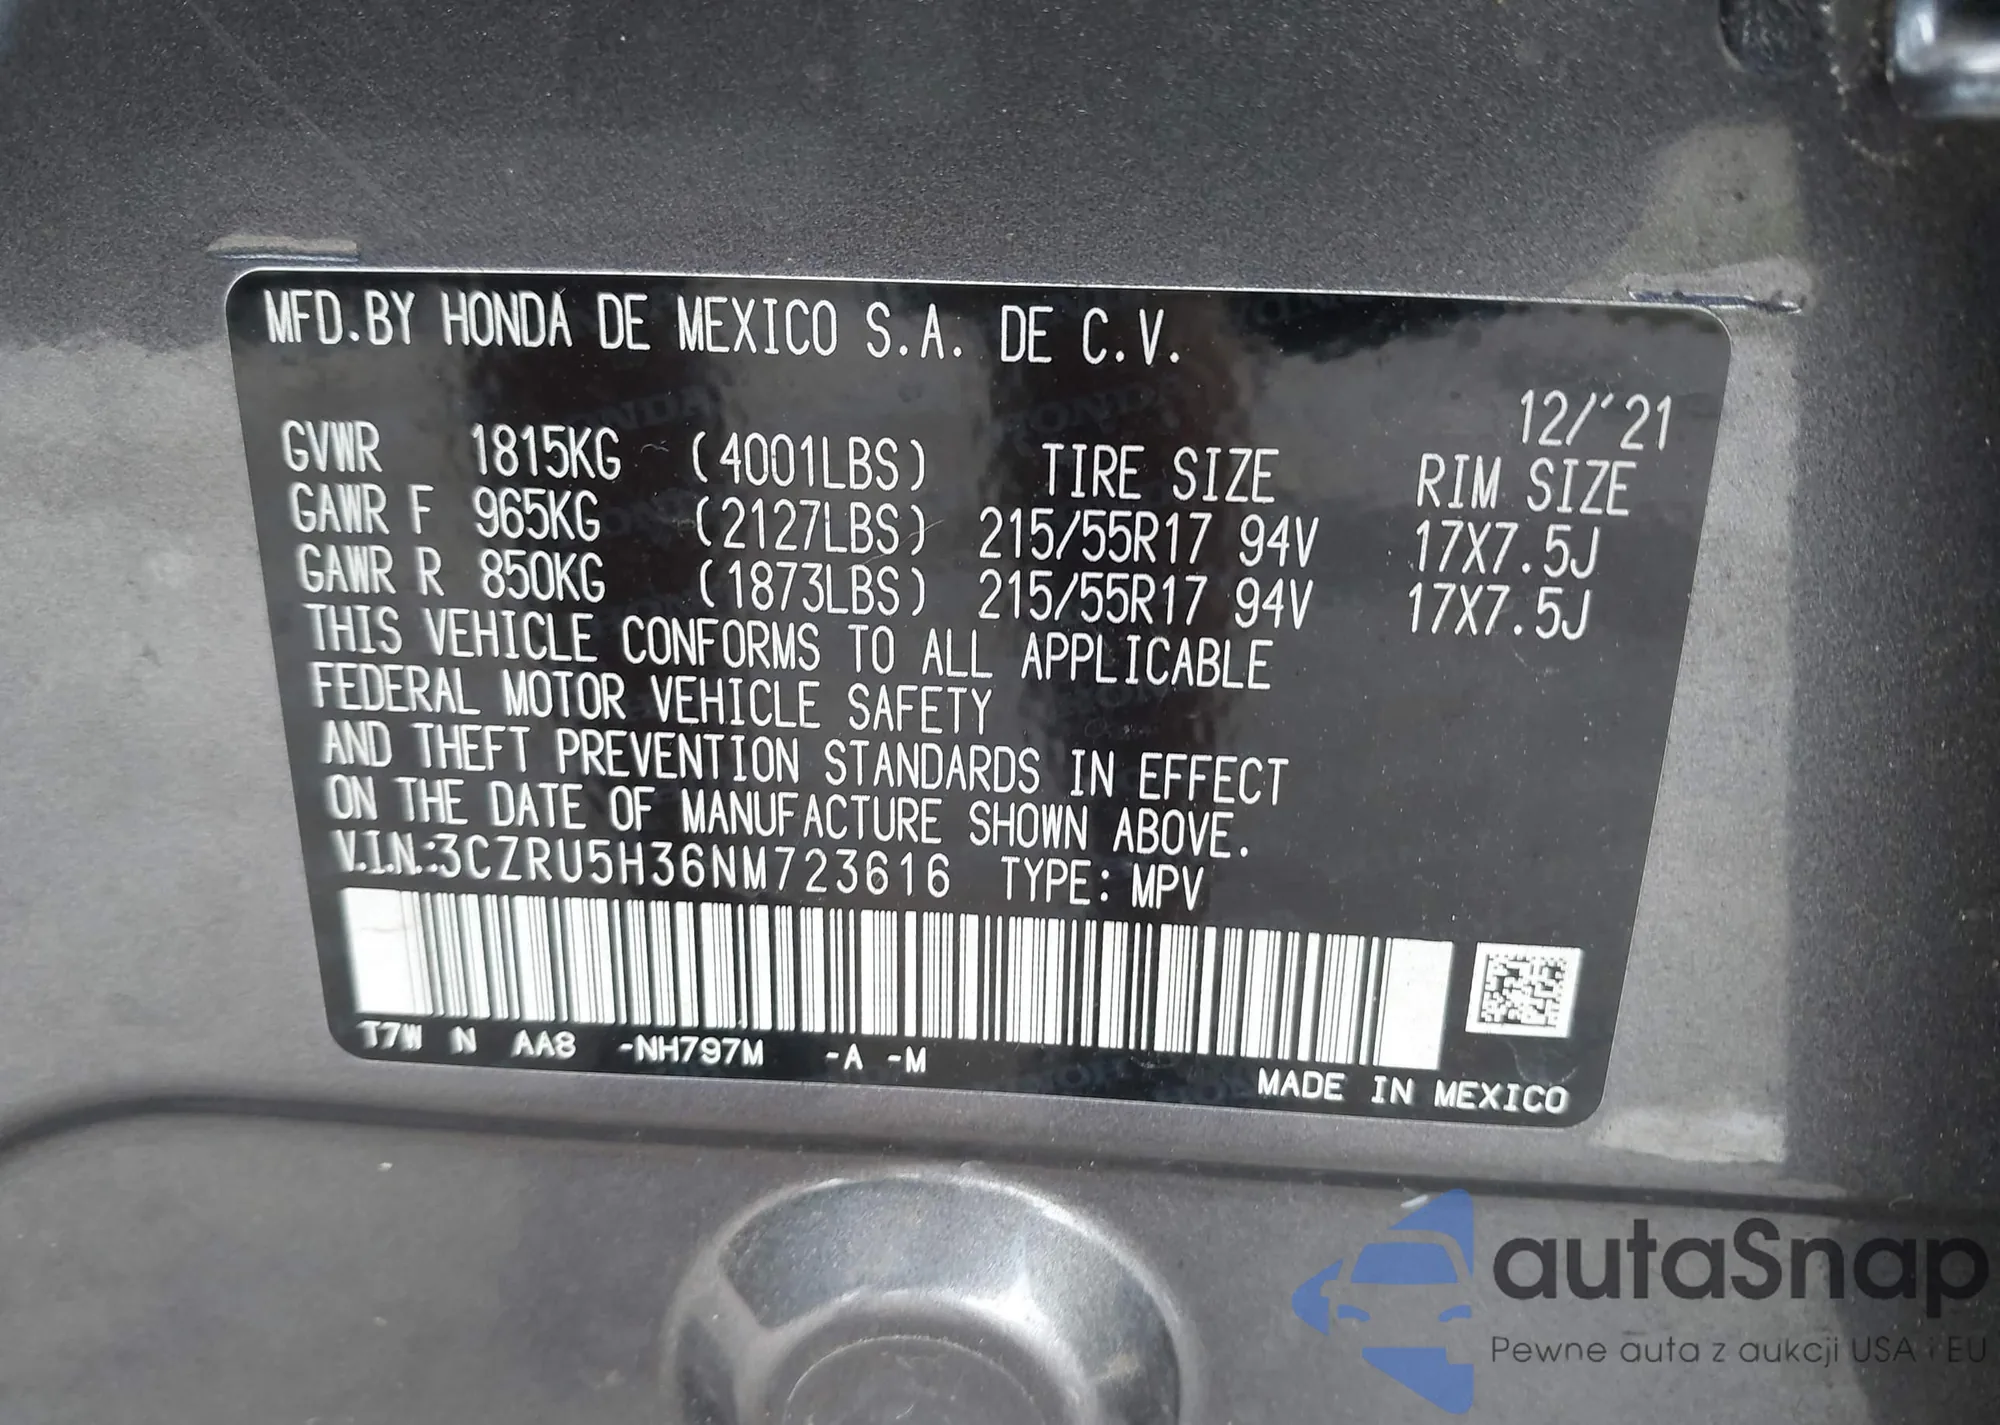 MFD.BY HONDA DE MEXICO S.A. DE C.V.
12/'21
GVWR 1815KG (4001LBS) TIRE SIZE RIM SIZE
GAWR F 965KG (2127LBS) 215/55R17 94V 17X7.5J
GAWR R 850KG (1873LBS) 215/55R17 94V 17X7.5J
THIS VEHICLE CONFORMS TO ALL APPLICABLE
FEDERAL MOTOR VEHICLE SAFETY
AND THEFT PREVENTION STANDARDS IN EFFECT
ON THE DATE OF MANUFACTURE SHOWN ABOVE.
V.I.N.:3CZRU5H36NM723616 TYPE: MPV
T7W N AA8 -NH797M -A -M
MADE IN MEXICO
autaSnap
Pewne auta z aukcji USA i EU